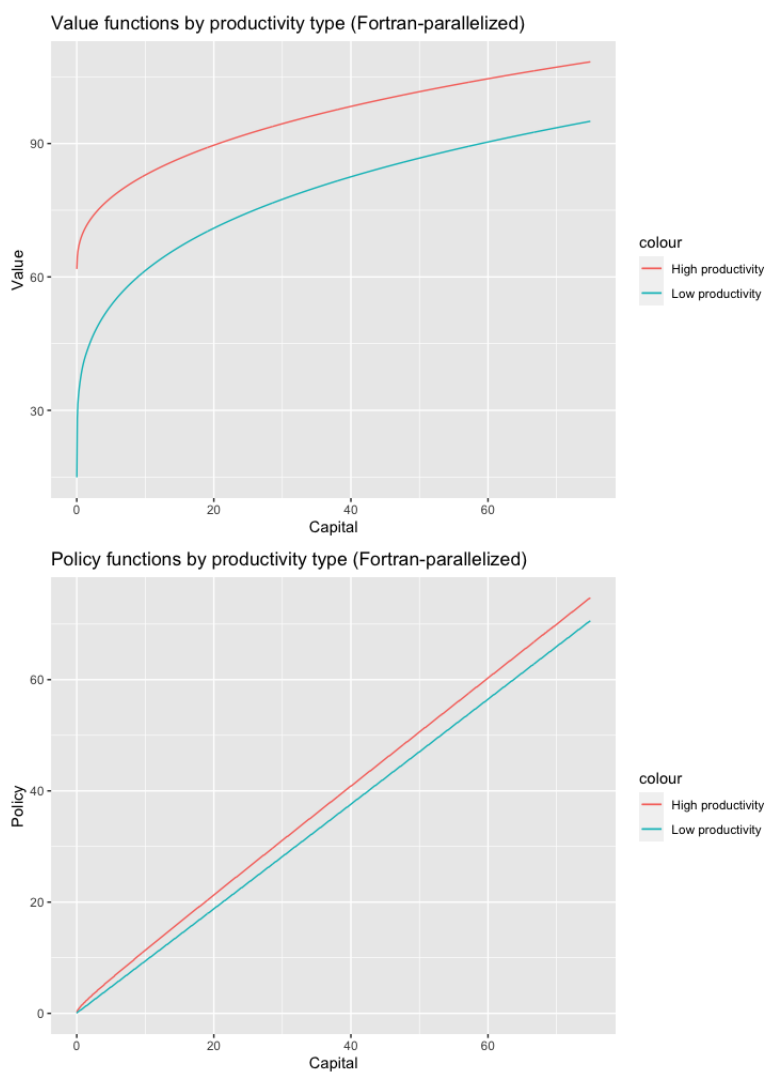 Value functions by productivity type (Fortran-parallelized)
90
60
30
Value
0 20 40 60
Capital
colour
High productivity
Low productivity
Policy functions by productivity type (Fortran-parallelized)
60
40
20
0
Policy
0 20 40 60
Capital
colour
High productivity
Low productivity